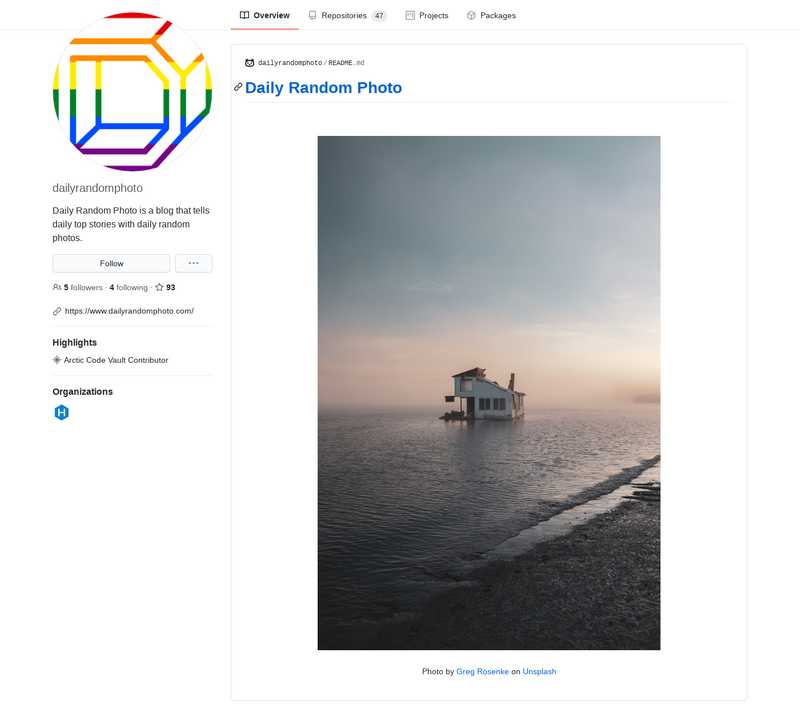 Overview
Repositories 47
Projects
Packages
dailyrandomphoto
Daily Random Photo is a blog that tells
daily top stories with daily random
photos.
Follow
...
5 followers · 4 following · 93
https://www.dailyrandomphoto.com/
Highlights
Arctic Code Vault Contributor
Organizations
H
dailyrandomphoto/README.md
Daily Random Photo
Photo by Greg Rosenke on Unsplash